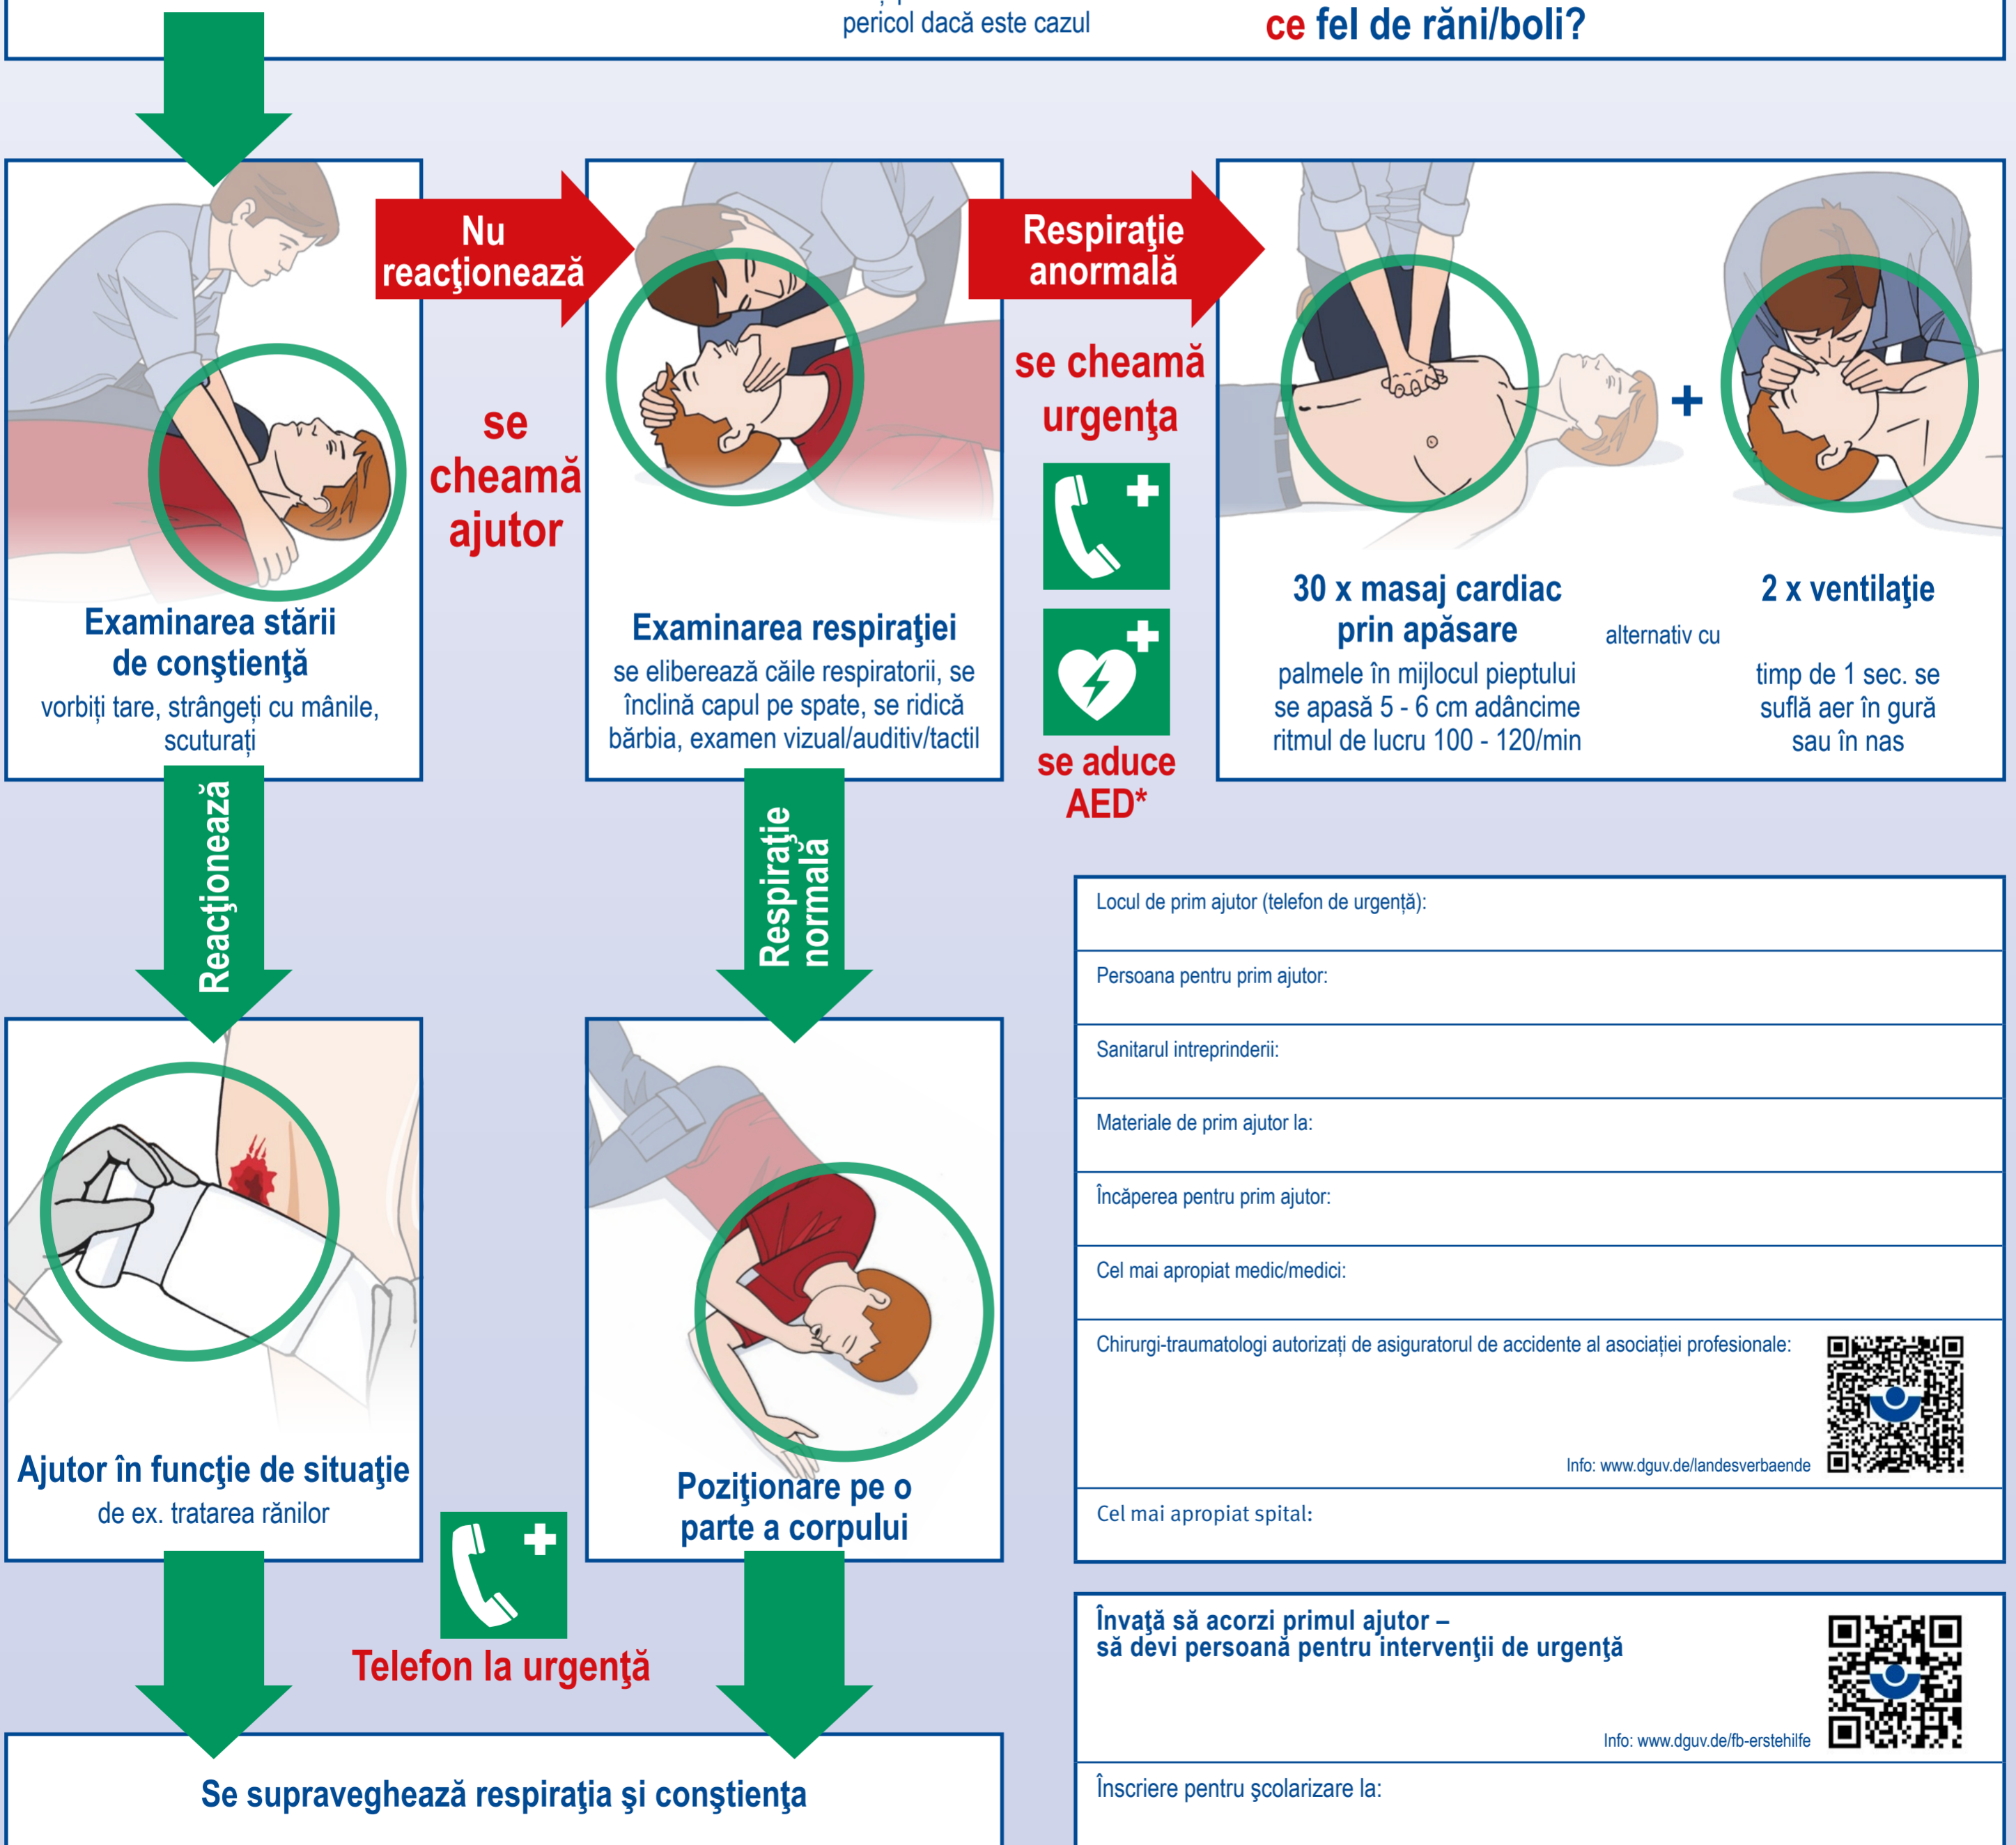 pericol dacă este cazul
ce fel de răni/boli?
Nu
reacţionează
se
cheamă
ajutor
Respiraţie
anormală
se cheamă
urgenţa
se aduce
AED*
Examinarea stării
de conştienţă
vorbiți tare, strângeți cu mânile,
scuturați
Examinarea respiraţiei
se eliberează căile respiratorii, se
înclină capul pe spate, se ridică
bărbia, examen vizual/auditiv/tactil
+
30 x masaj cardiac
prin apăsare
palmele în mijlocul pieptului
se apasă 5 - 6 cm adâncime
ritmul de lucru 100 - 120/min
alternativ cu
2 x ventilaţie
timp de 1 sec. se
suflă aer în gură
sau în nas
Reacţionează
Respiraţie
normală
Ajutor în funcţie de situaţie
de ex. tratarea rănilor
Poziţionare pe o
parte a corpului
Telefon la urgenţă
Se supraveghează respiraţia şi conştienţa
Locul de prim ajutor (telefon de urgență):
Persoana pentru prim ajutor:
Sanitarul intreprinderii:
Materiale de prim ajutor la:
Încăperea pentru prim ajutor:
Cel mai apropiat medic/medici:
Chirurgi-traumatologi autorizați de asiguratorul de accidente al asociației profesionale:
Info: www.dguv.de/landesverbaende
Cel mai apropiat spital:
Învaţă să acorzi primul ajutor –
să devi persoană pentru intervenţii de urgenţă
Info: www.dguv.de/fb-erstehilfe
Înscriere pentru şcolarizare la: